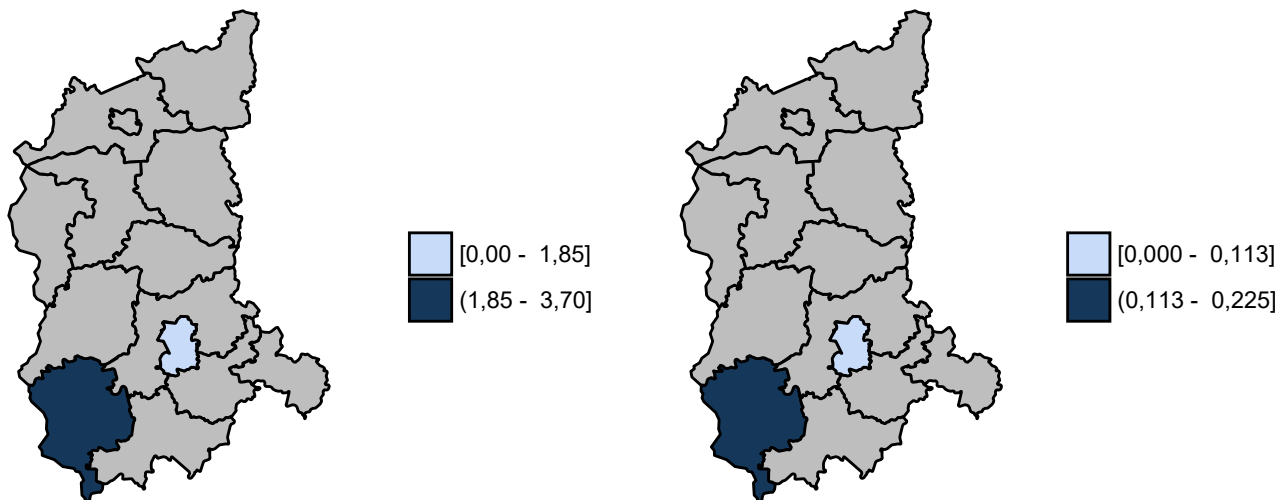 [0,00 - 1,85]
(1,85 - 3,70]
[0,000 - 0,113]
(0,113 - 0,225]